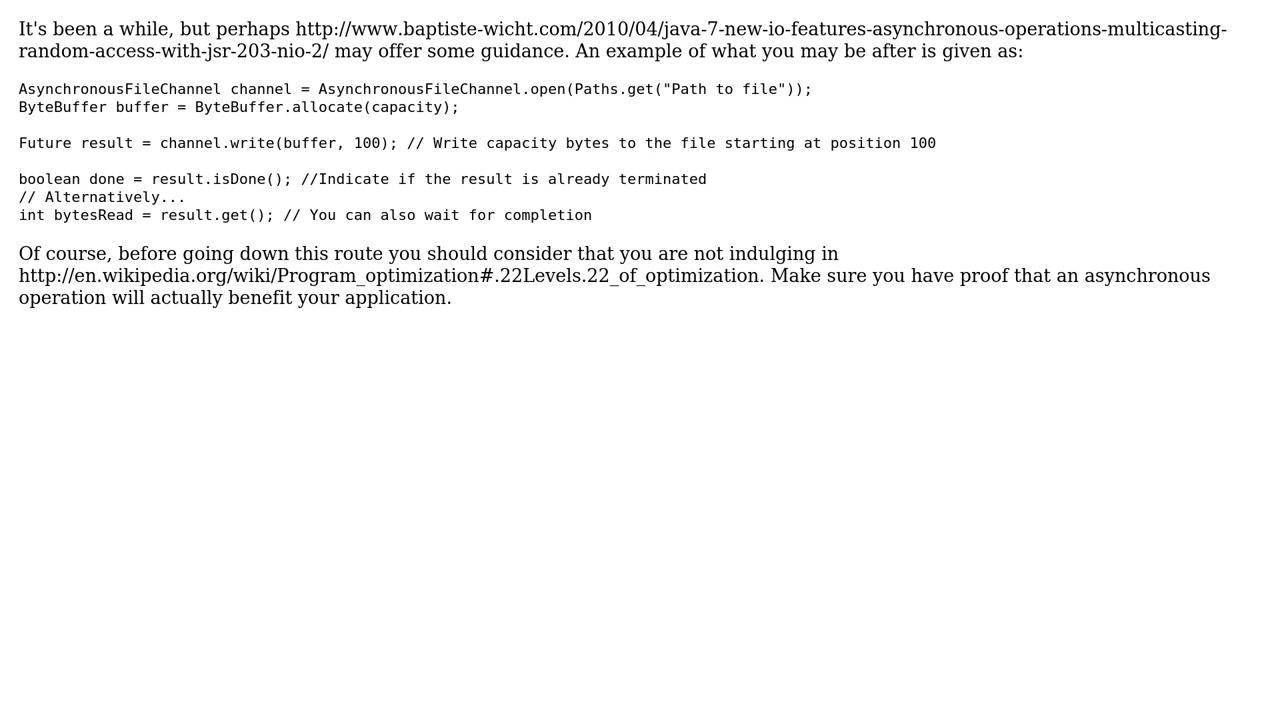 It's been a while, but perhaps http://www.baptiste-wicht.com/2010/04/java-7-new-io-features-asynchronous-operations-multicasting-
random-access-with-jsr-203-nio-2/ may offer some guidance. An example of what you may be after is given as:
AsynchronousFileChannel channel = AsynchronousFileChannel.open(Paths.get("Path to file"));
ByteBuffer buffer = ByteBuffer.allocate(capacity);
Future result = channel.write(buffer, 100); // Write capacity bytes to the file starting at position 100
boolean done = result.isDone(); //Indicate if the result is already terminated
// Alternatively...
int bytesRead = result.get(); // You can also wait for completion
Of course, before going down this route you should consider that you are not indulging in
http://en.wikipedia.org/wiki/Program_optimization#.22Levels.22_of_optimization. Make sure you have proof that an asynchronous
operation will actually benefit your application.